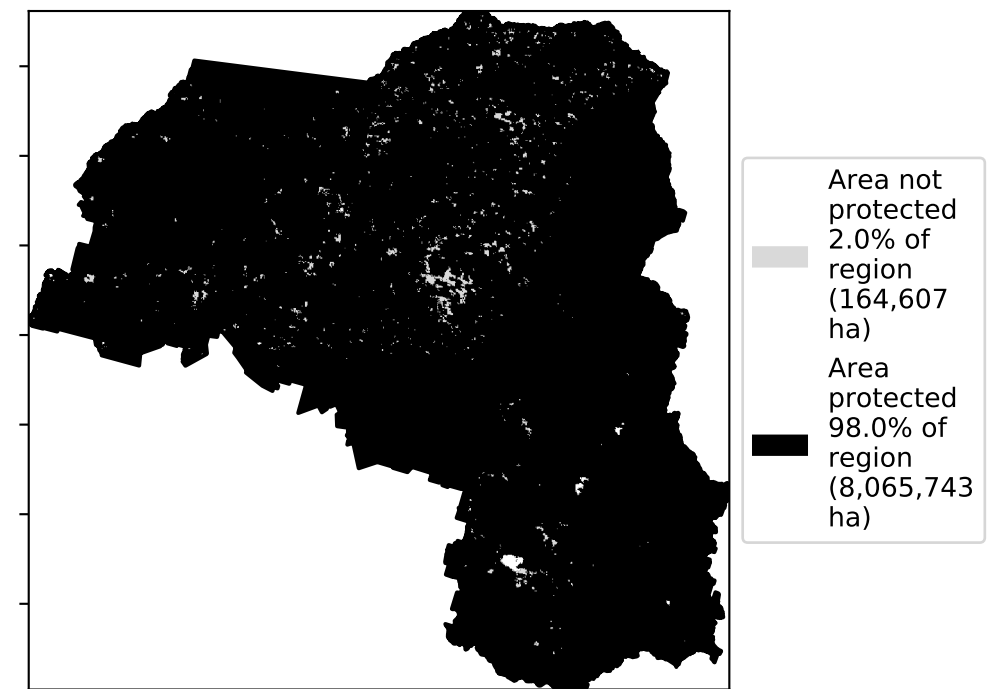 Area not
protected
2.0% of
region
(164,607
ha)
Area
protected
98.0% of
region
(8,065,743
ha)